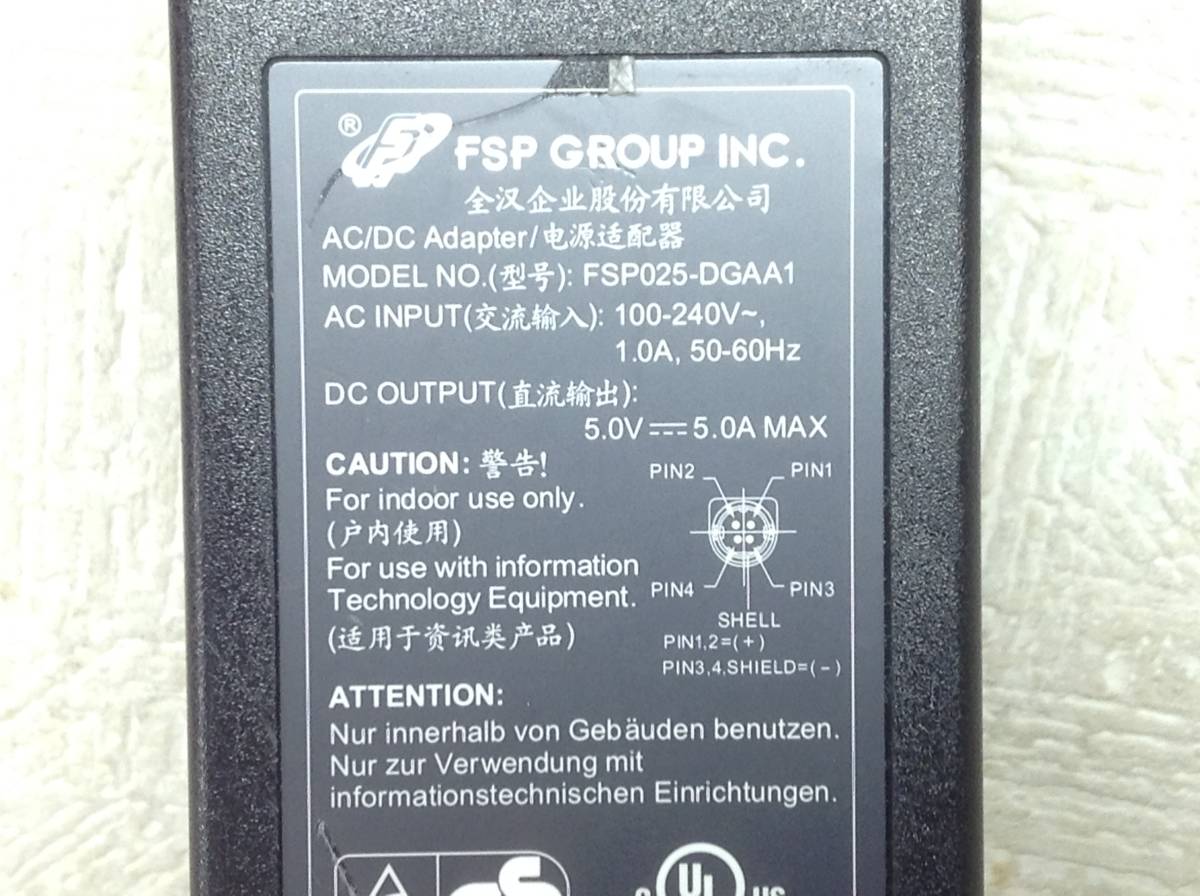 ®
FSP GROUP INC.
全汉企业股份有限公司
AC/DC Adapter/电源适配器
MODEL NO.(型号): FSP025-DGAA1
AC INPUT(交流输入): 100-240V~,
1.0A, 50-60Hz
DC OUTPUT(直流输出):
5.0V⎓5.0A MAX
CAUTION: 警告!
For indoor use only.
(户内使用)
For use with information
Technology Equipment.
(适用于资讯类产品)
PIN2 PIN1
PIN4 PIN3
SHELL
PIN1,2=(+)
PIN3,4,SHIELD=(-)
ATTENTION:
Nur innerhalb von Gebäuden benutzen.
Nur zur Verwendung mit
informationstechnischen Einrichtungen.
UL